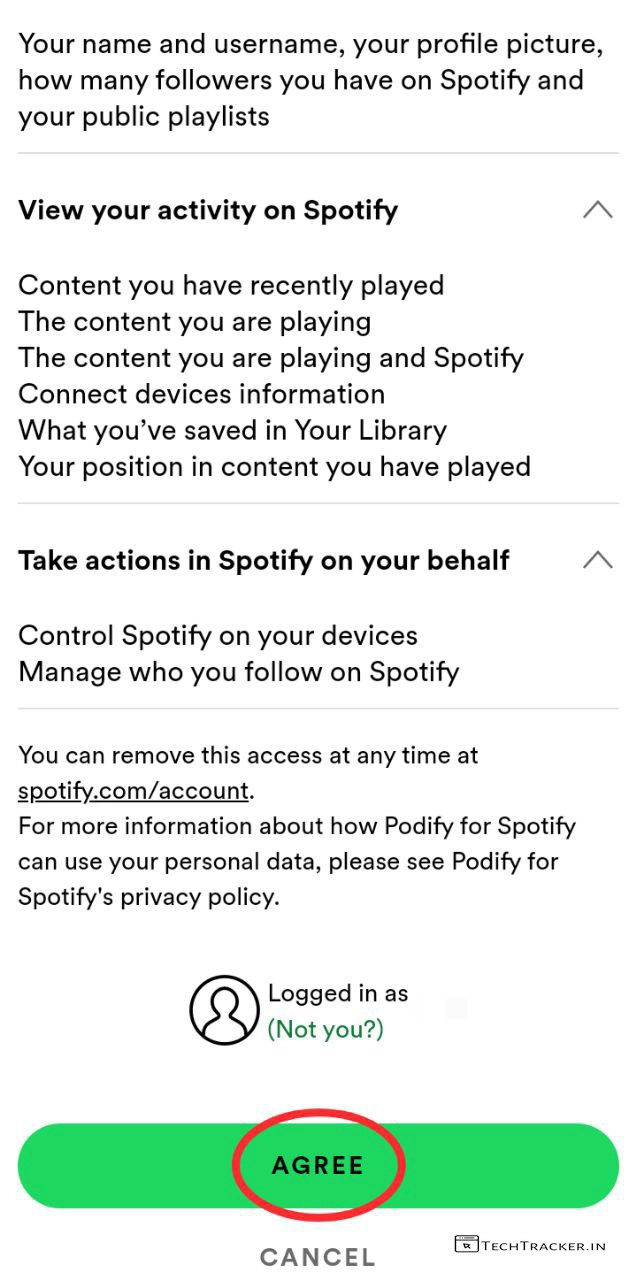 Your name and username, your profile picture,
how many followers you have on Spotify and
your public playlists
View your activity on Spotify
Content you have recently played
The content you are playing
The content you are playing and Spotify
Connect devices information
What you’ve saved in Your Library
Your position in content you have played
Take actions in Spotify on your behalf
Control Spotify on your devices
Manage who you follow on Spotify
You can remove this access at any time at
spotify.com/account.
For more information about how Podify for Spotify
can use your personal data, please see Podify for
Spotify's privacy policy.
Logged in as
(Not you?)
AGREE
CANCEL
TECHTRACKER.IN